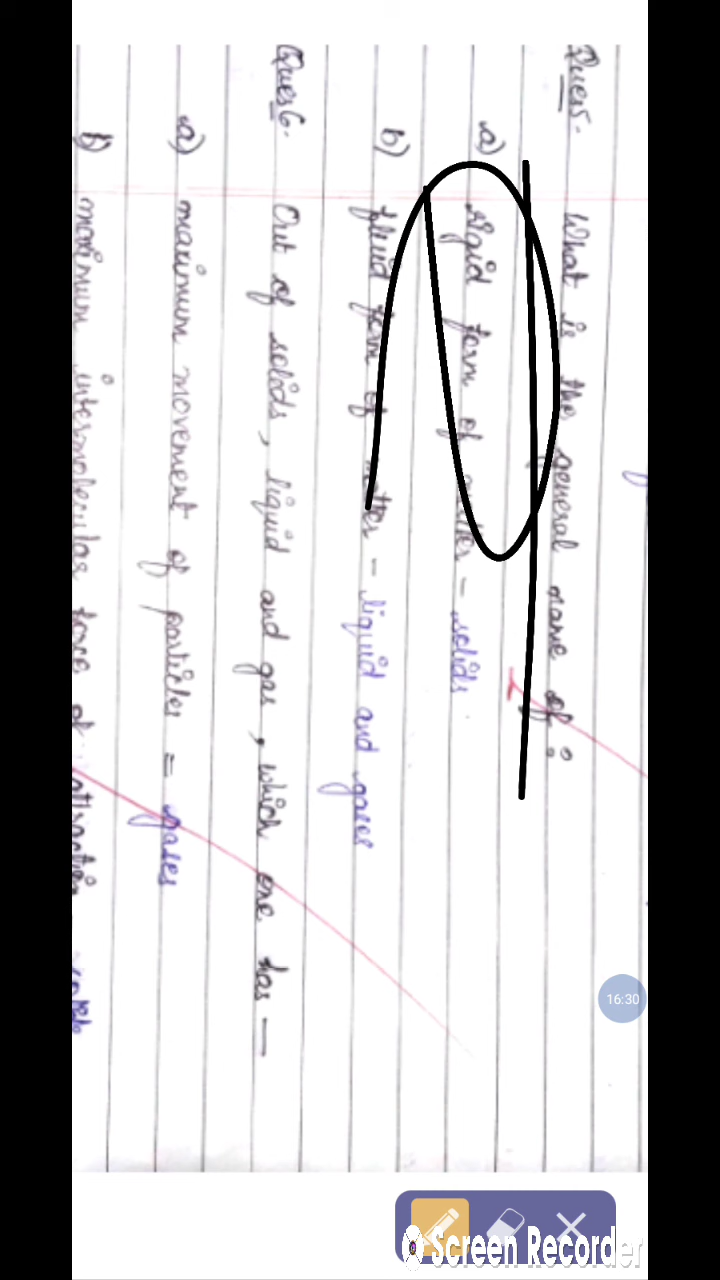 Ques5- What is the general name of ?
a) rigid form of matter - solids
b) fluid form of matter - liquid and gases
Ques6- Out of solids, liquid and gas, which one has —
a) maximum movement of particles = gases
b) maximum intermolecular force of attraction
16:30
Screen Recorder